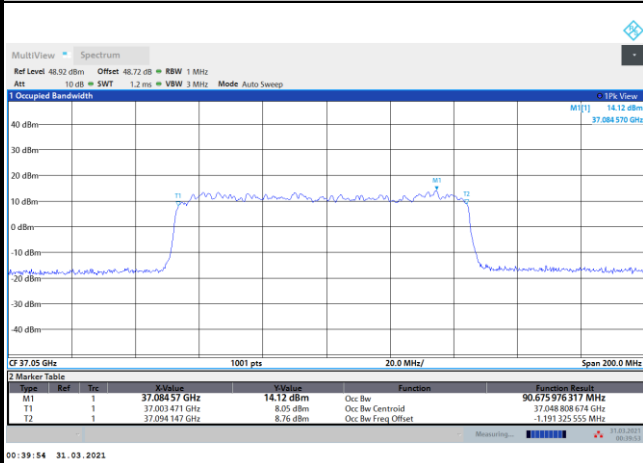 MultiView Spectrum
Ref Level 48.92 dBm Offset 48.72 dB RBW 1 MHz
Att 10 dB SWT 1.2 ms VBW 3 MHz Mode Auto Sweep
1 Occupied Bandwidth 1Pk View
M1[1] 14.12 dBm
37.084 570 GHz
40 dBm
30 dBm
20 dBm
M1
T1 T2
10 dBm
0 dBm
-10 dBm
-20 dBm
-30 dBm
-40 dBm
CF 37.05 GHz 1001 pts 20.0 MHz/ Span 200.0 MHz
2 Marker Table
Type Ref Trc X-Value Y-Value Function Function Result
M1 1 37.084 57 GHz 14.12 dBm Occ Bw 90.675 976 317 MHz
T1 1 37.003 471 GHz 8.05 dBm Occ Bw Centroid 37.048 808 674 GHz
T2 1 37.094 147 GHz 8.76 dBm Occ Bw Freq Offset -1.191 325 555 MHz
Measuring... 31.03.2021
00:39:53
00:39:54 31.03.2021